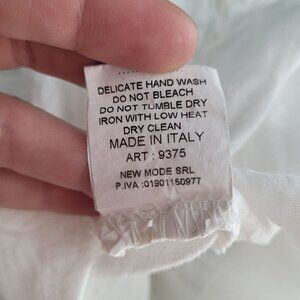 DELICATE HAND WASH
DO NOT BLEACH
DO NOT TUMBLE DRY
IRON WITH LOW HEAT
DRY CLEAN
MADE IN ITALY
ART : 9375
NEW MODE SRL
P.IVA :01901150977